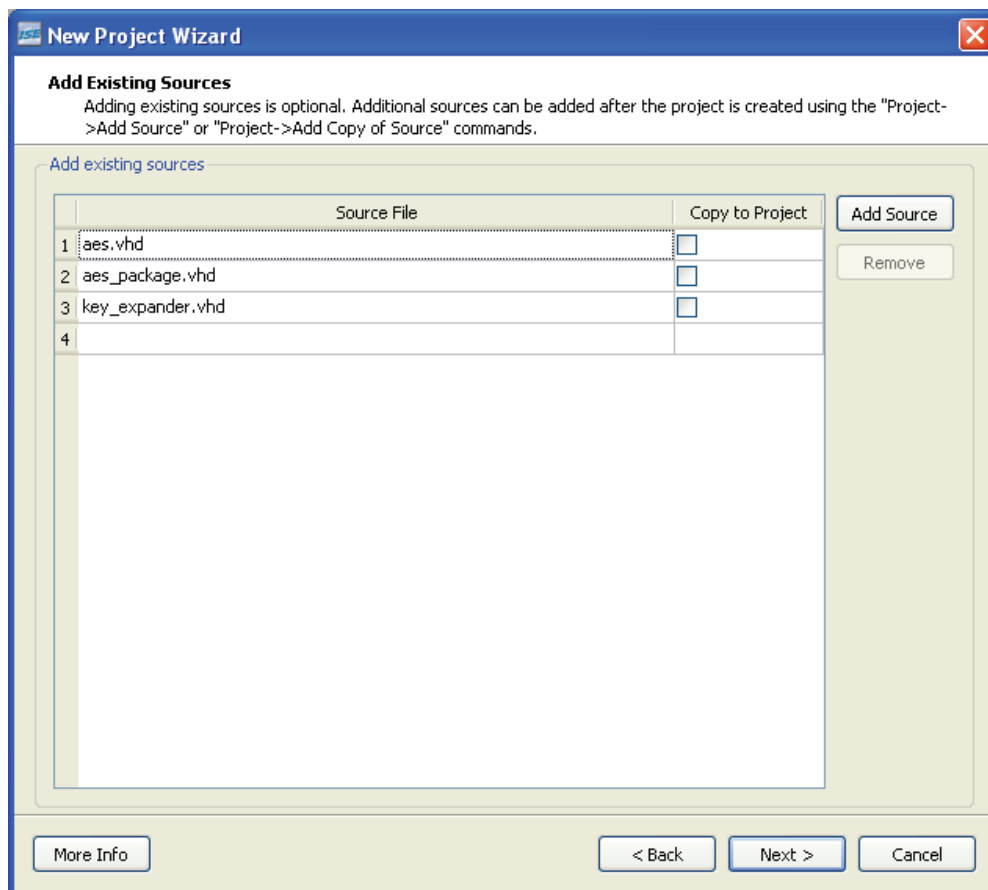 ISE New Project Wizard
Add Existing Sources
Adding existing sources is optional. Additional sources can be added after the project is created using the "Project-
>Add Source" or "Project->Add Copy of Source" commands.
Add existing sources
Source File Copy to Project Add Source
1 aes.vhd
Remove
2 aes_package.vhd
3 key_expander.vhd
4
More Info < Back Next > Cancel